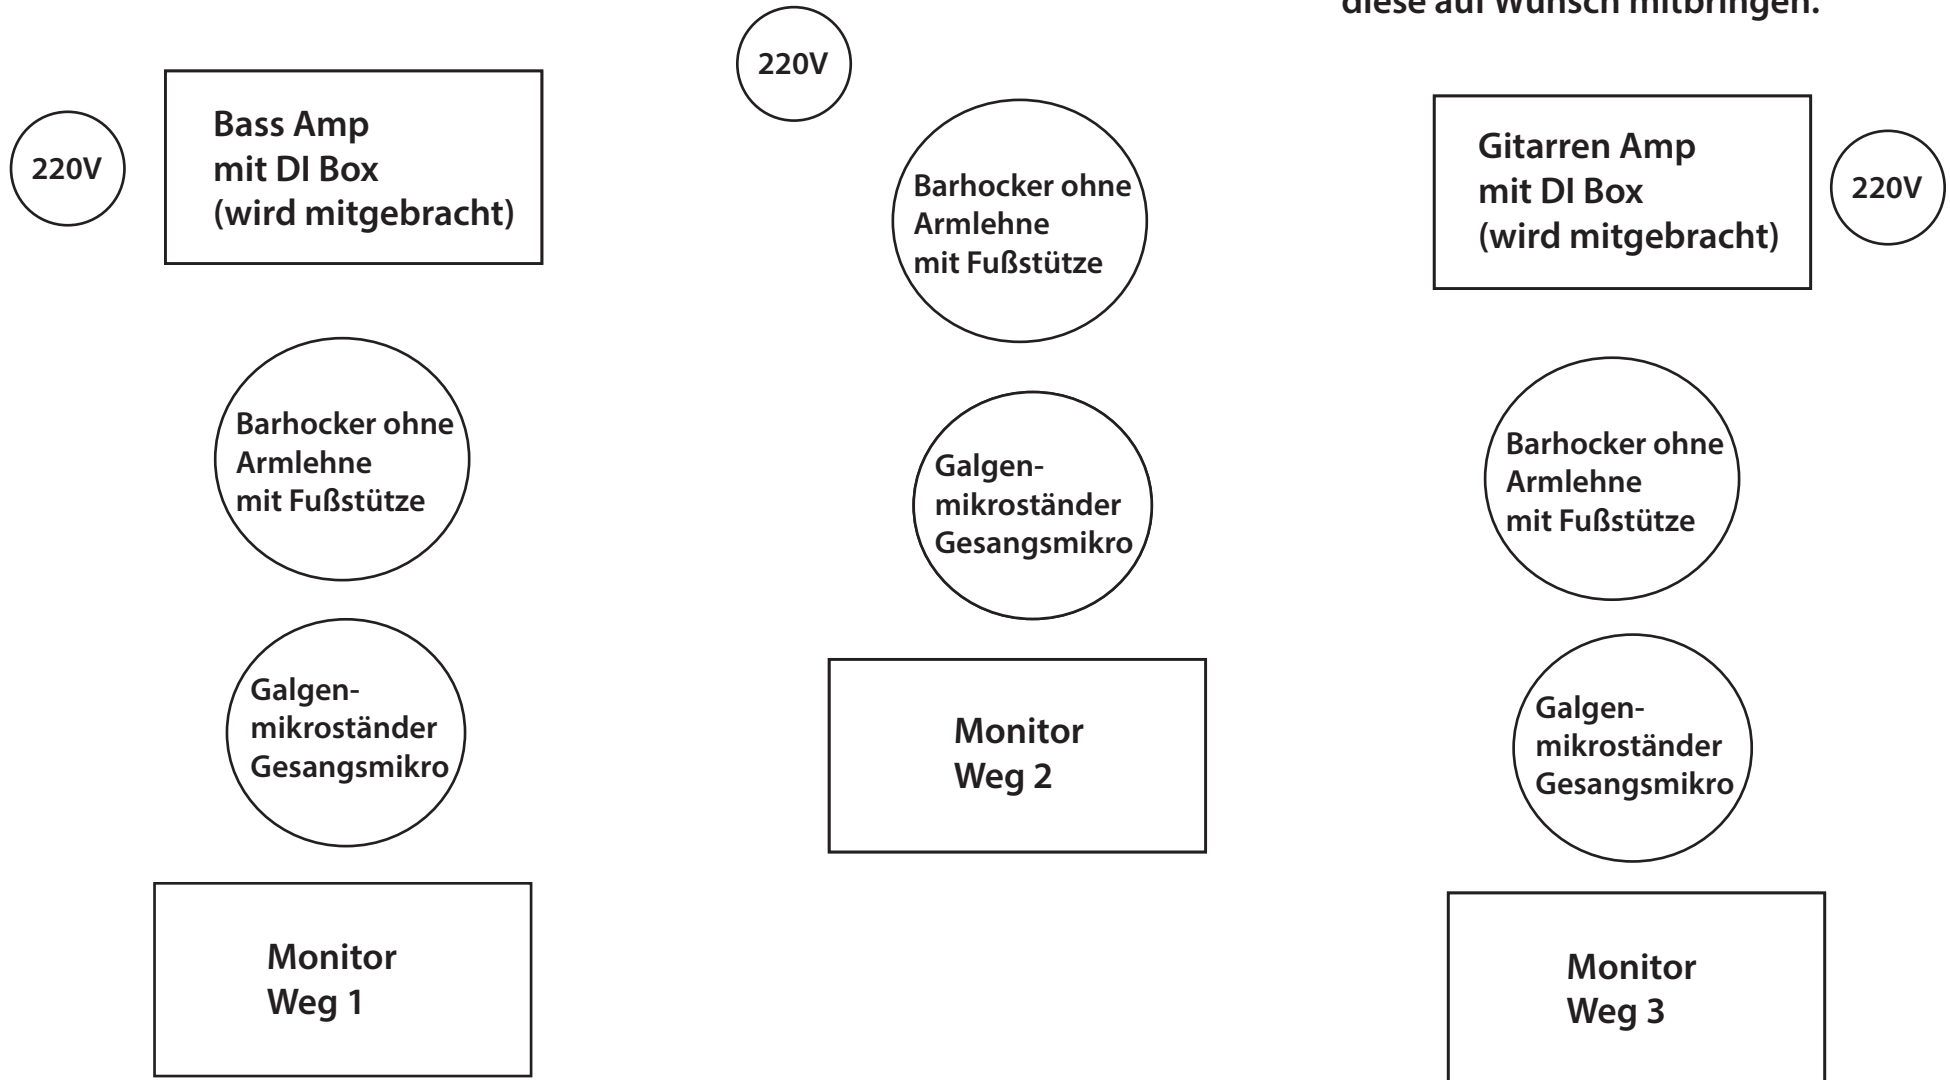 diese auf Wunsch mitbringen.
220V
Bass Amp
mit DI Box
(wird mitgebracht)
220V
Barhocker ohne
Armlehne
mit Fußstütze
Gitarren Amp
mit DI Box
(wird mitgebracht)
220V
Barhocker ohne
Armlehne
mit Fußstütze
Galgen-
mikroständer
Gesangsmikro
Barhocker ohne
Armlehne
mit Fußstütze
Galgen-
mikroständer
Gesangsmikro
Monitor
Weg 2
Galgen-
mikroständer
Gesangsmikro
Monitor
Weg 1
Monitor
Weg 3